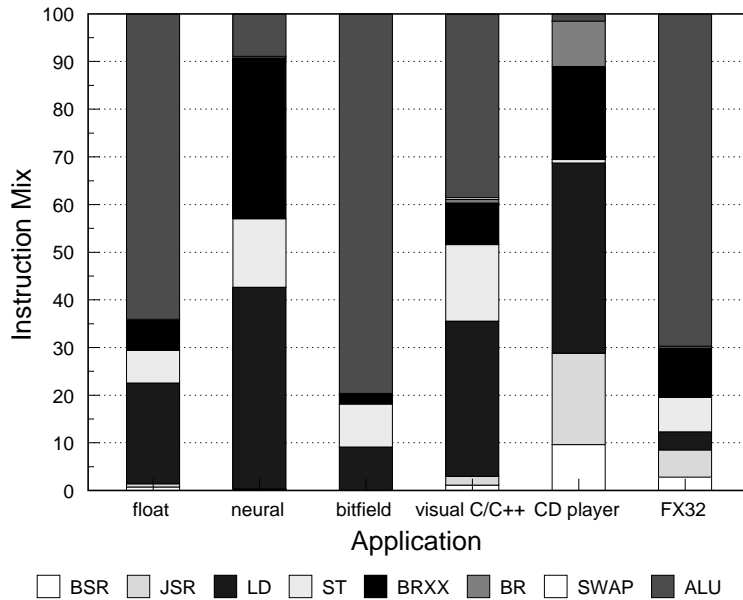 100
90
80
70
60
50
40
30
20
10
0
Instruction Mix
float neural bitfield visual C/C++ CD player FX32
Application
BSR JSR LD ST BRXX BR SWAP ALU